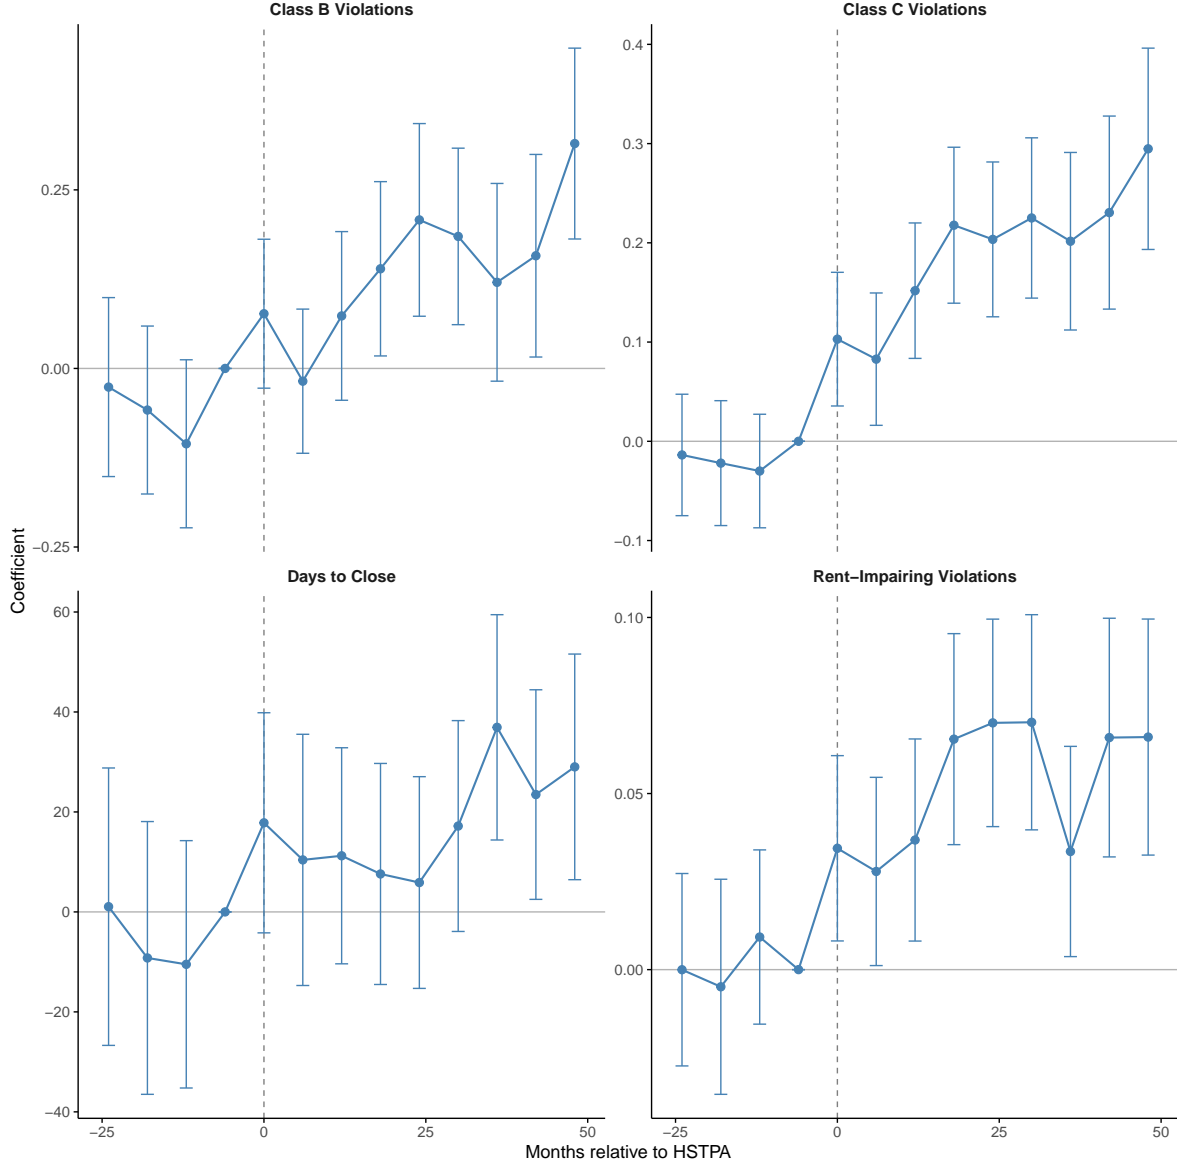 Class B Violations
Class C Violations
0.25
0.00
−0.25
0.4
0.3
0.2
0.1
0.0
−0.1
Coefficient
Days to Close
Rent−Impairing Violations
60
40
20
0
−20
−40
0.10
0.05
0.00
−25 0 25 50
−25 0 25 50
Months relative to HSTPA